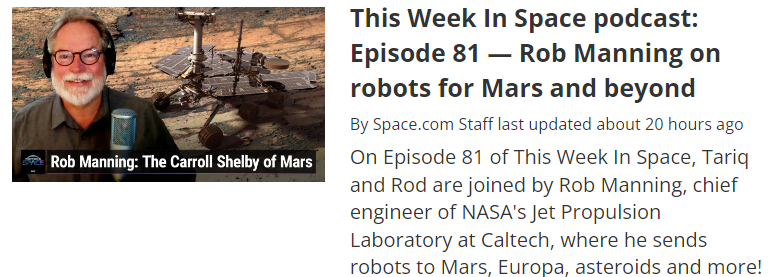 This Week In Space podcast:
Episode 81 — Rob Manning on
robots for Mars and beyond
By Space.com Staff last updated about 20 hours ago
On Episode 81 of This Week In Space, Tariq
and Rod are joined by Rob Manning, chief
engineer of NASA's Jet Propulsion
Laboratory at Caltech, where he sends
robots to Mars, Europa, asteroids and more!
SPACE
Rob Manning: The Carroll Shelby of Mars